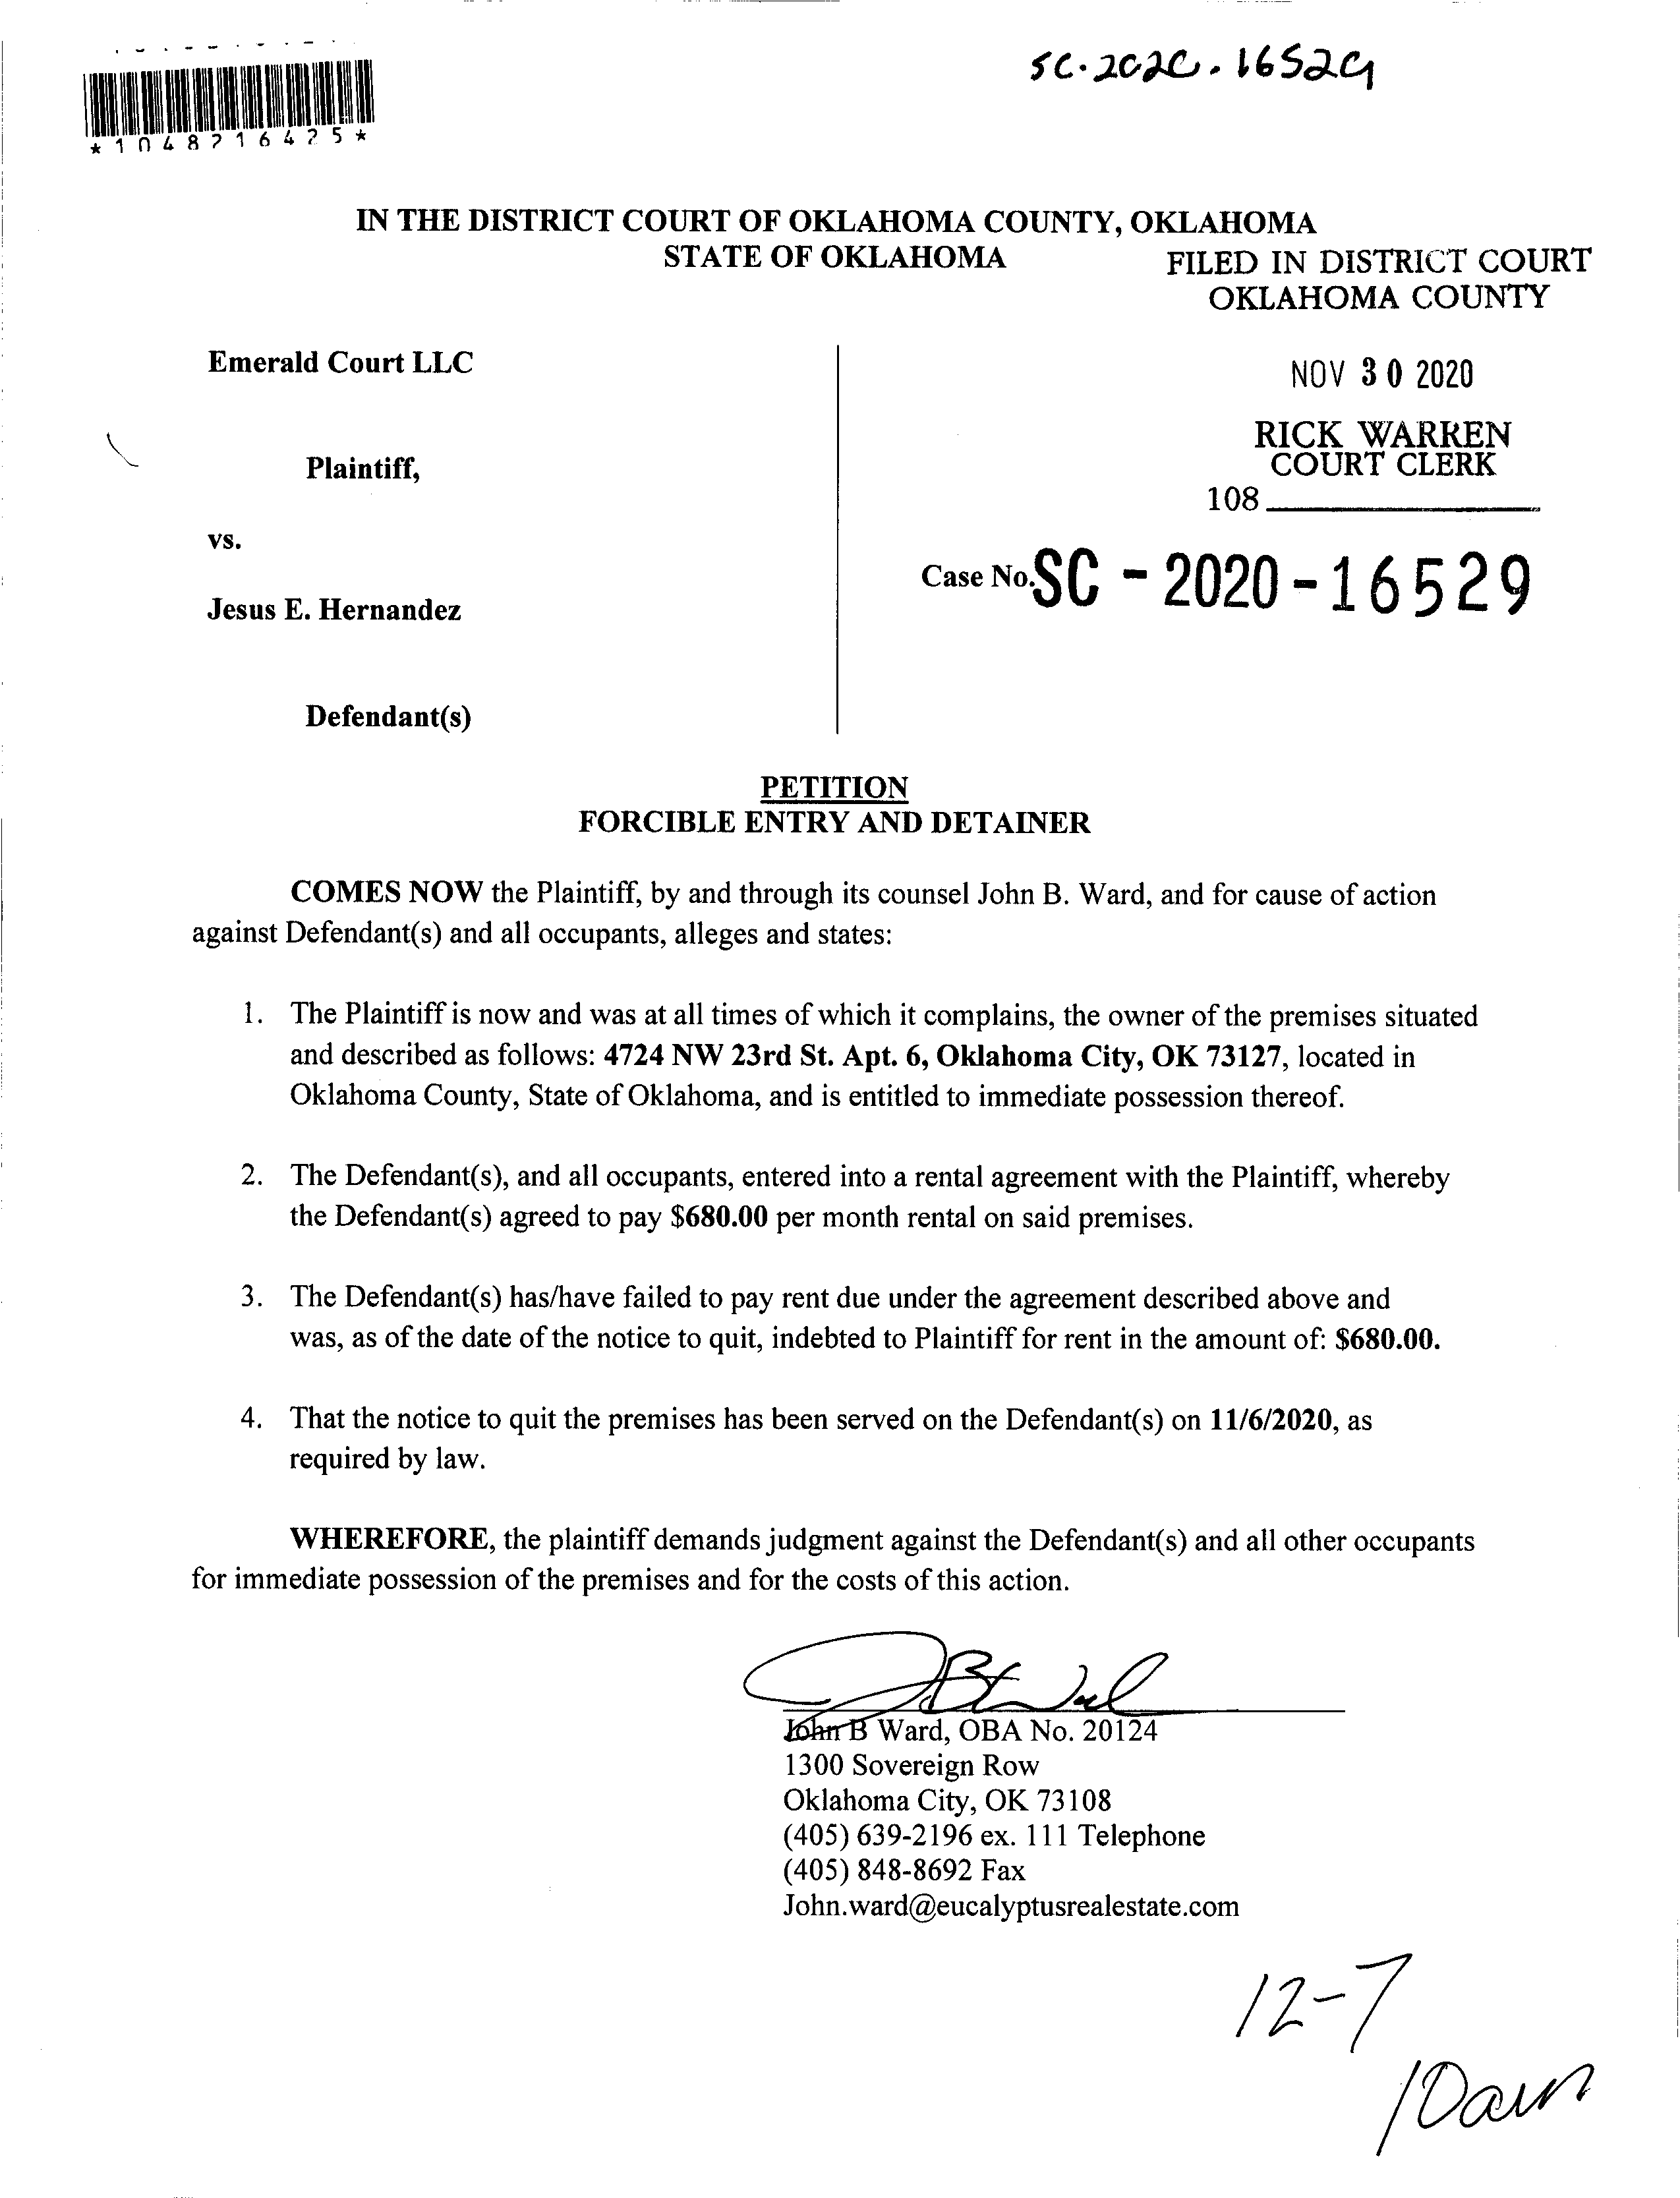 SC-2020-16529
*1048216425*
IN THE DISTRICT COURT OF OKLAHOMA COUNTY, OKLAHOMA
STATE OF OKLAHOMA
FILED IN DISTRICT COURT
OKLAHOMA COUNTY
Emerald Court LLC
NOV 30 2020
RICK WARREN
COURT CLERK
Plaintiff,
108
vs.
Case No. SC - 2020 - 16529
Jesus E. Hernandez
Defendant(s)
PETITION
FORCIBLE ENTRY AND DETAINER
COMES NOW the Plaintiff, by and through its counsel John B. Ward, and for cause of action
against Defendant(s) and all occupants, alleges and states:
1. The Plaintiff is now and was at all times of which it complains, the owner of the premises situated
and described as follows: 4724 NW 23rd St. Apt. 6, Oklahoma City, OK 73127, located in
Oklahoma County, State of Oklahoma, and is entitled to immediate possession thereof.
2. The Defendant(s), and all occupants, entered into a rental agreement with the Plaintiff, whereby
the Defendant(s) agreed to pay $680.00 per month rental on said premises.
3. The Defendant(s) has/have failed to pay rent due under the agreement described above and
was, as of the date of the notice to quit, indebted to Plaintiff for rent in the amount of: $680.00.
4. That the notice to quit the premises has been served on the Defendant(s) on 11/6/2020, as
required by law.
WHEREFORE, the plaintiff demands judgment against the Defendant(s) and all other occupants
for immediate possession of the premises and for the costs of this action.
John B Ward, OBA No. 20124
1300 Sovereign Row
Oklahoma City, OK 73108
(405) 639-2196 ex. 111 Telephone
(405) 848-8692 Fax
John.ward@eucalyptusrealestate.com
12-7
10am